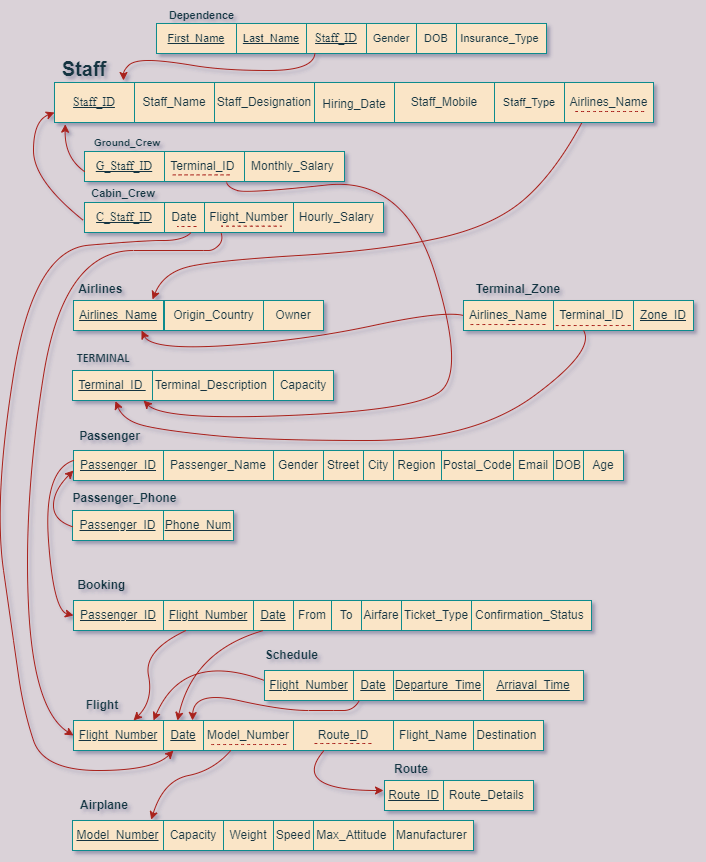 Dependence
First_Name Last_Name Staff_ID Gender DOB Insurance_Type
Staff
Staff_ID Staff_Name Staff_Designation Hiring_Date Staff_Mobile Staff_Type Airlines_Name
Ground_Crew
G_Staff_ID Terminal_ID Monthly_Salary
Cabin_Crew
C_Staff_ID Date Flight_Number Hourly_Salary
Airlines
Airlines_Name Origin_Country Owner
Terminal_Zone
Airlines_Name Terminal_ID Zone_ID
TERMINAL
Terminal_ID Terminal_Description Capacity
Passenger
Passenger_ID Passenger_Name Gender Street City Region Postal_Code Email DOB Age
Passenger_Phone
Passenger_ID Phone_Num
Booking
Passenger_ID Flight_Number Date From To Airfare Ticket_Type Confirmation_Status
Schedule
Flight_Number Date Departure_Time Arriaval_Time
Flight
Flight_Number Date Model_Number Route_ID Flight_Name Destination
Route
Route_ID Route_Details
Airplane
Model_Number Capacity Weight Speed Max_Attitude Manufacturer